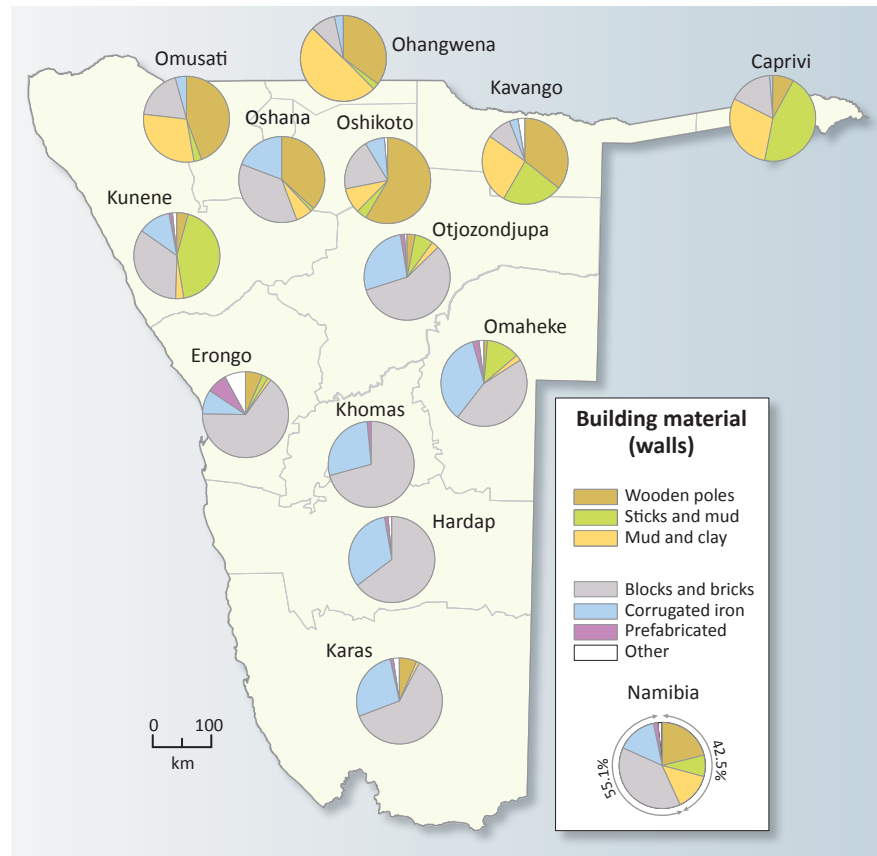 Ohangwena
Omusati
Caprivi
Kavango
Oshana
Oshikoto
Kunene
Otjozondjupa
Omaheke
Erongo
Khomas
Hardap
Karas
0 100
km
Building material
(walls)
Wooden poles
Sticks and mud
Mud and clay
Blocks and bricks
Corrugated iron
Prefabricated
Other
Namibia
42.5%
55.1%